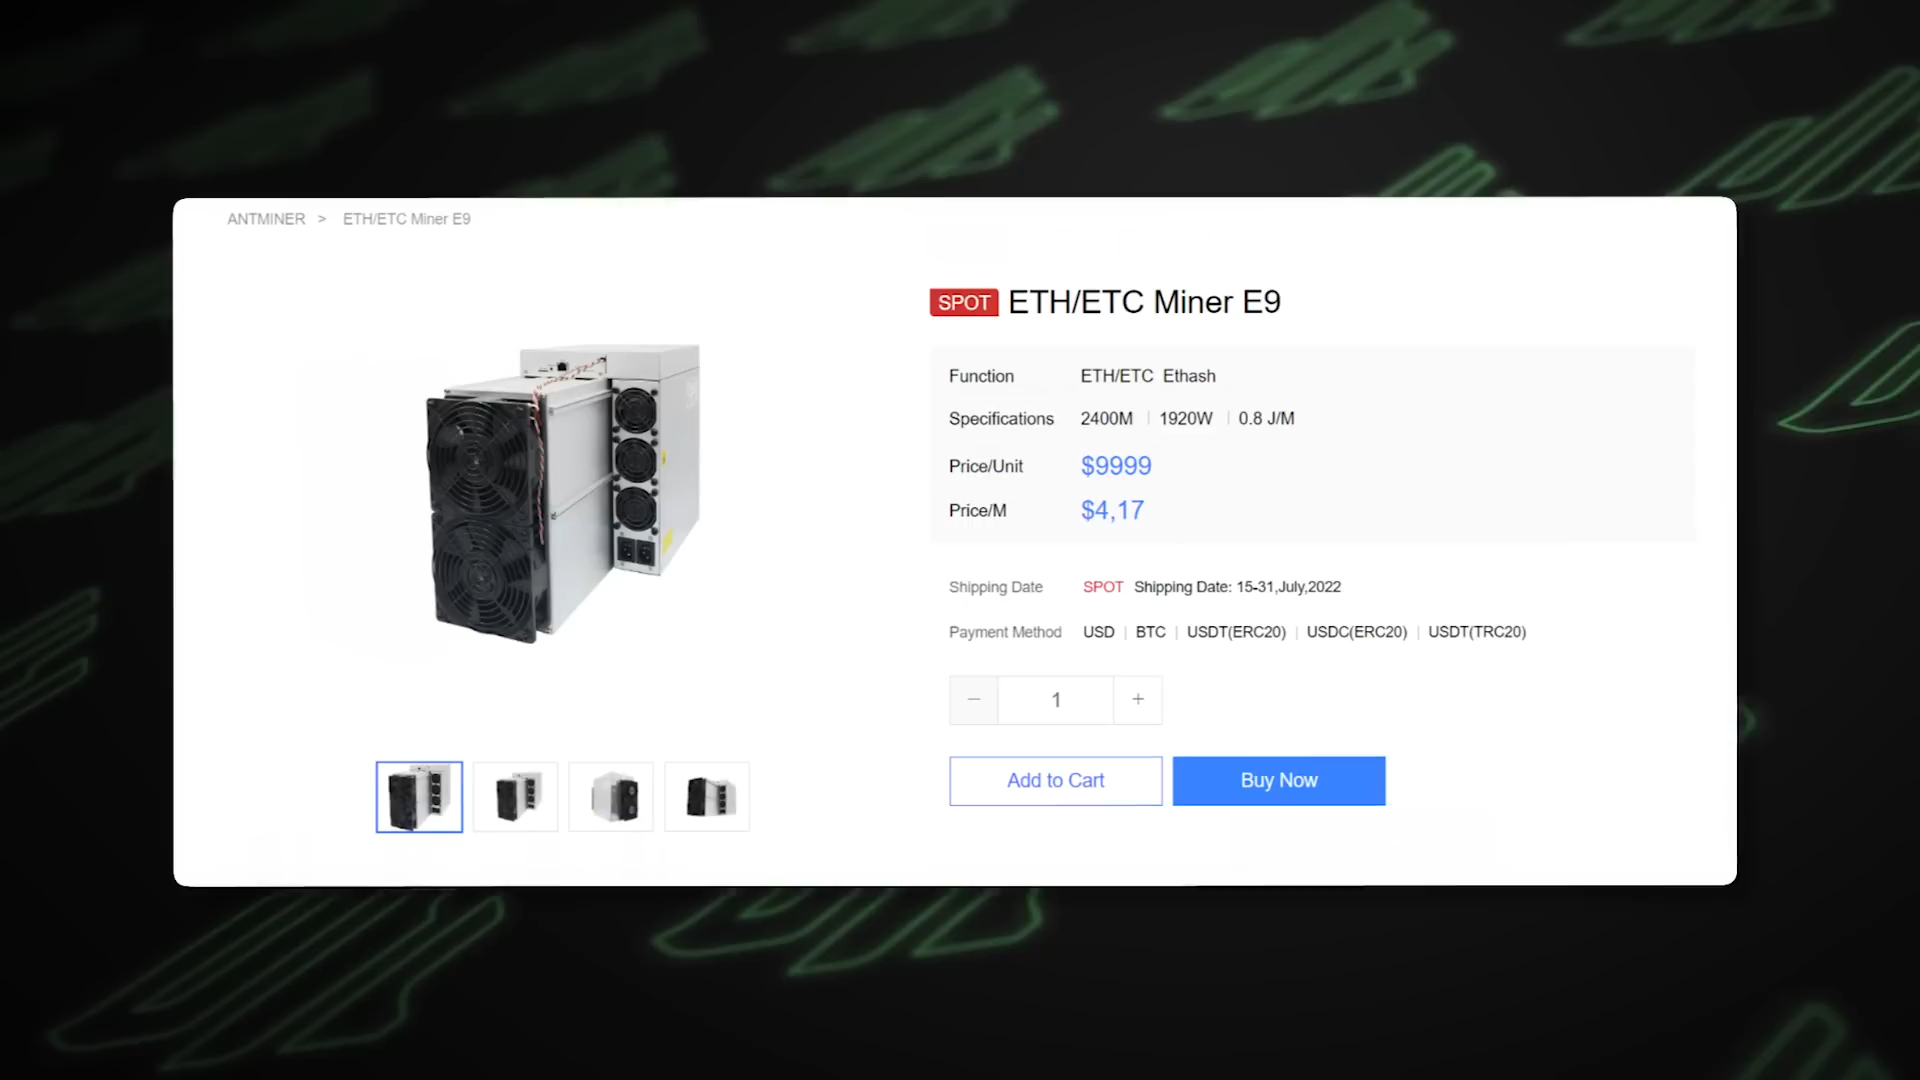 ANTMINER > ETH/ETC Miner E9
SPOT ETH/ETC Miner E9
Function ETH/ETC Ethash
Specifications 2400M | 1920W | 0.8 J/M
Price/Unit $9999
Price/M $4,17
Shipping Date SPOT Shipping Date: 15-31,July,2022
Payment Method USD | BTC | USDT(ERC20) | USDC(ERC20) | USDT(TRC20)
− 1 +
Add to Cart Buy Now